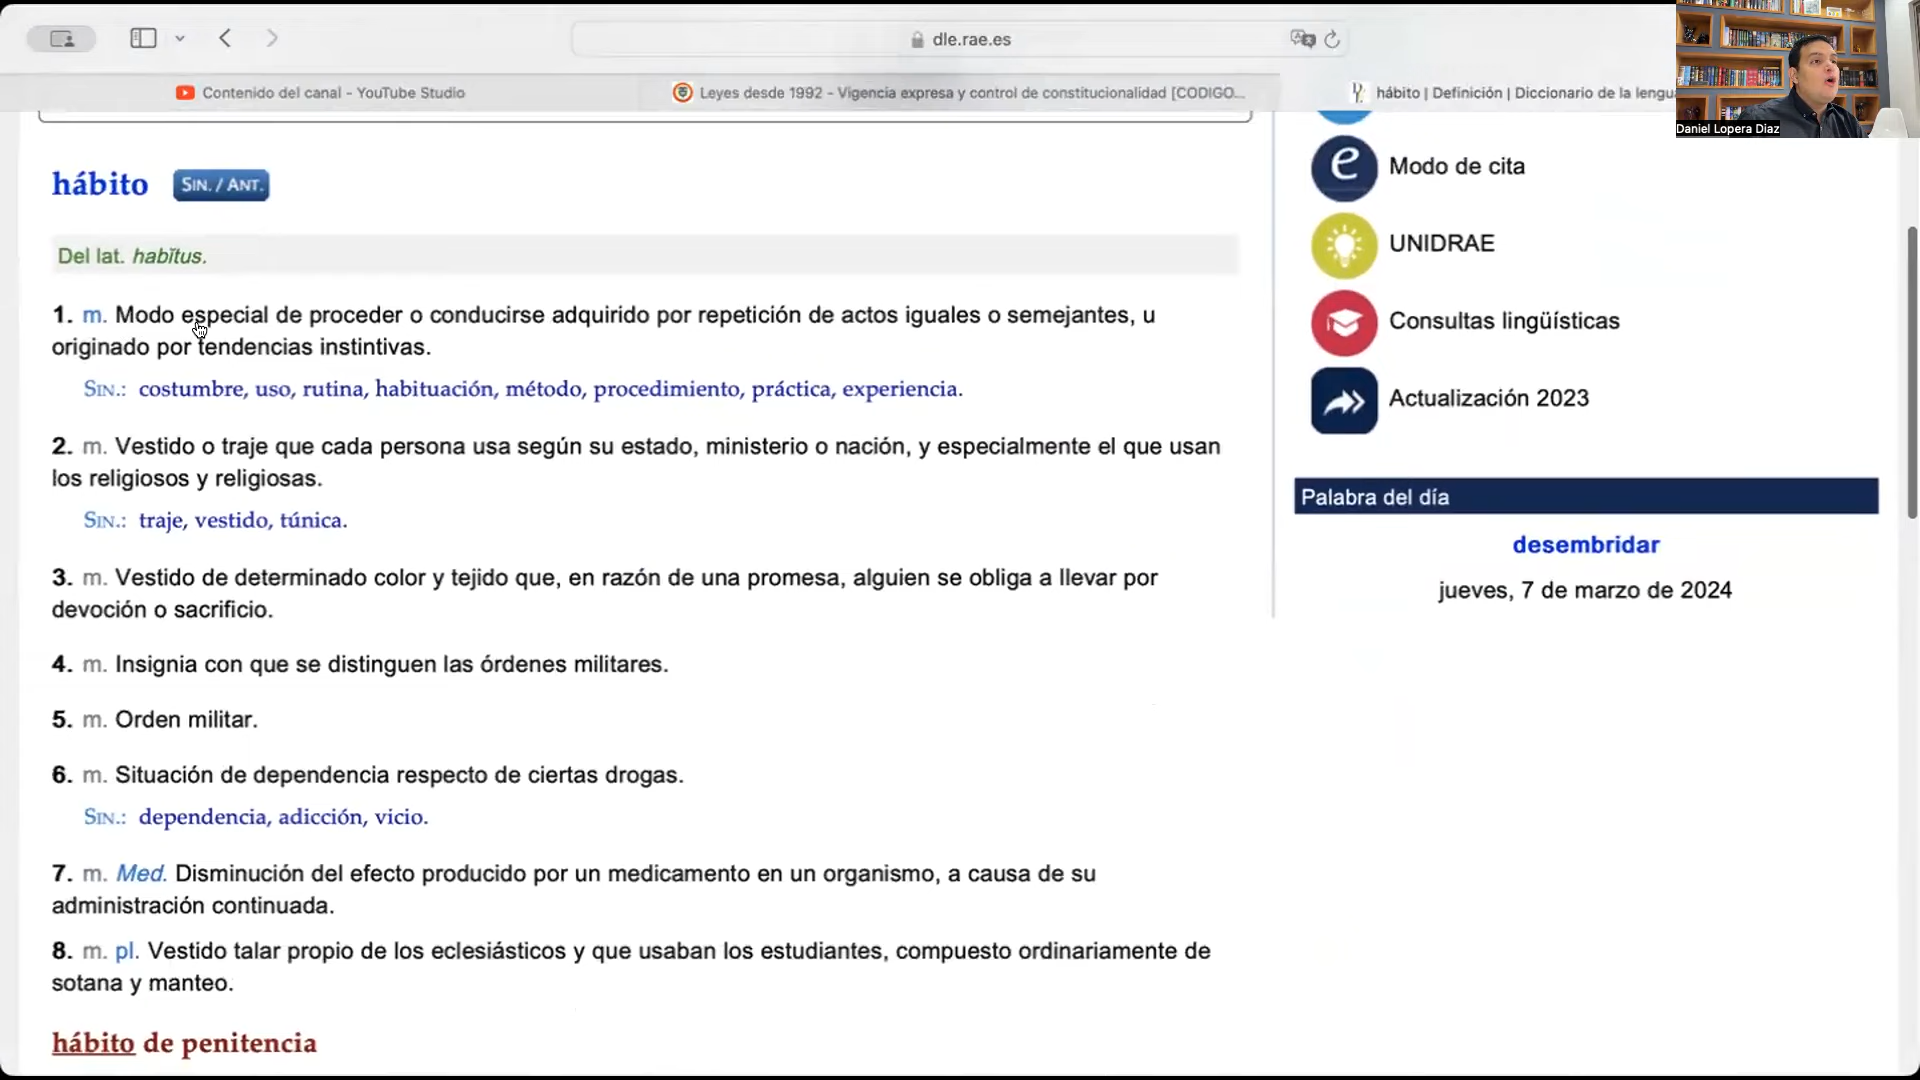 dle.rae.es
Contenido del canal - YouTube Studio
Leyes desde 1992 - Vigencia expresa y control de constitucionalidad [CODIGO...
hábito | Definición | Diccionario de la lengu
Daniel Lopera Diaz
hábito SIN. / ANT.
Del lat. habĭtus.
1. m. Modo especial de proceder o conducirse adquirido por repetición de actos iguales o semejantes, u
originado por tendencias instintivas.
SIN.: costumbre, uso, rutina, habituación, método, procedimiento, práctica, experiencia.
2. m. Vestido o traje que cada persona usa según su estado, ministerio o nación, y especialmente el que usan
los religiosos y religiosas.
SIN.: traje, vestido, túnica.
3. m. Vestido de determinado color y tejido que, en razón de una promesa, alguien se obliga a llevar por
devoción o sacrificio.
4. m. Insignia con que se distinguen las órdenes militares.
5. m. Orden militar.
6. m. Situación de dependencia respecto de ciertas drogas.
SIN.: dependencia, adicción, vicio.
7. m. Med. Disminución del efecto producido por un medicamento en un organismo, a causa de su
administración continuada.
8. m. pl. Vestido talar propio de los eclesiásticos y que usaban los estudiantes, compuesto ordinariamente de
sotana y manteo.
hábito de penitencia
Modo de cita
UNIDRAE
Consultas lingüísticas
Actualización 2023
Palabra del día
desembridar
jueves, 7 de marzo de 2024